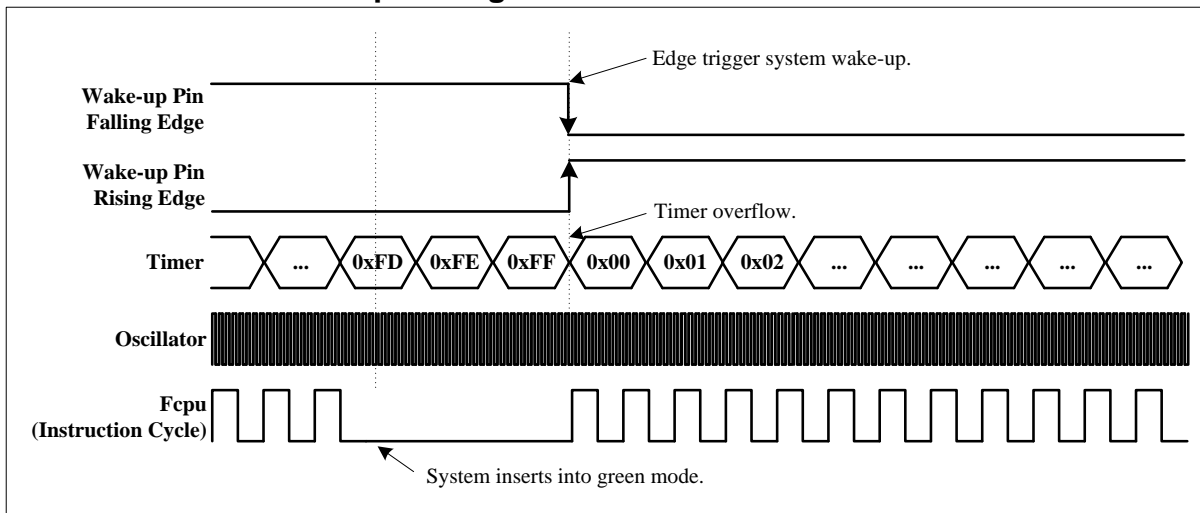 Edge trigger system wake-up.
Wake-up Pin
Falling Edge
Wake-up Pin
Rising Edge
Timer overflow.
Timer ... 0xFD 0xFE 0xFF 0x00 0x01 0x02 ... ... ... ... ...
Oscillator
Fcpu
(Instruction Cycle)
System inserts into green mode.